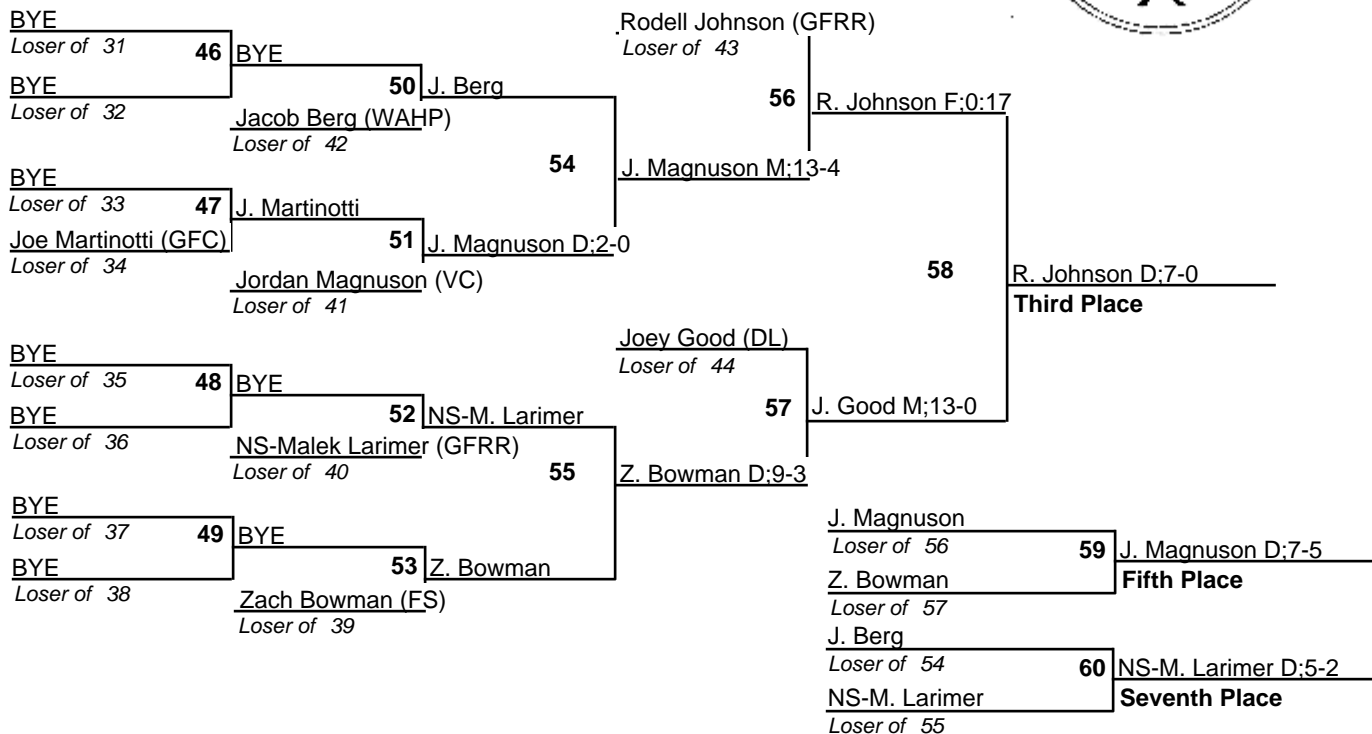 BYE
Loser of 31
46
BYE
BYE
Loser of 32
50
J. Berg
Jacob Berg (WAHP)
Loser of 42
BYE
Loser of 33
47
J. Martinotti
Joe Martinotti (GFC)
Loser of 34
51
J. Magnuson D;2-0
Jordan Magnuson (VC)
Loser of 41
54
J. Magnuson M;13-4
Rodell Johnson (GFRR)
Loser of 43
56
R. Johnson F;0:17
BYE
Loser of 35
48
BYE
BYE
Loser of 36
52
NS-M. Larimer
NS-Malek Larimer (GFRR)
Loser of 40
BYE
Loser of 37
49
BYE
BYE
Loser of 38
53
Z. Bowman
Zach Bowman (FS)
Loser of 39
55
Z. Bowman D;9-3
Joey Good (DL)
Loser of 44
57
J. Good M;13-0
58
R. Johnson D;7-0
Third Place
J. Magnuson
Loser of 56
59
J. Magnuson D;7-5
Fifth Place
Z. Bowman
Loser of 57
J. Berg
Loser of 54
60
NS-M. Larimer D;5-2
Seventh Place
NS-M. Larimer
Loser of 55